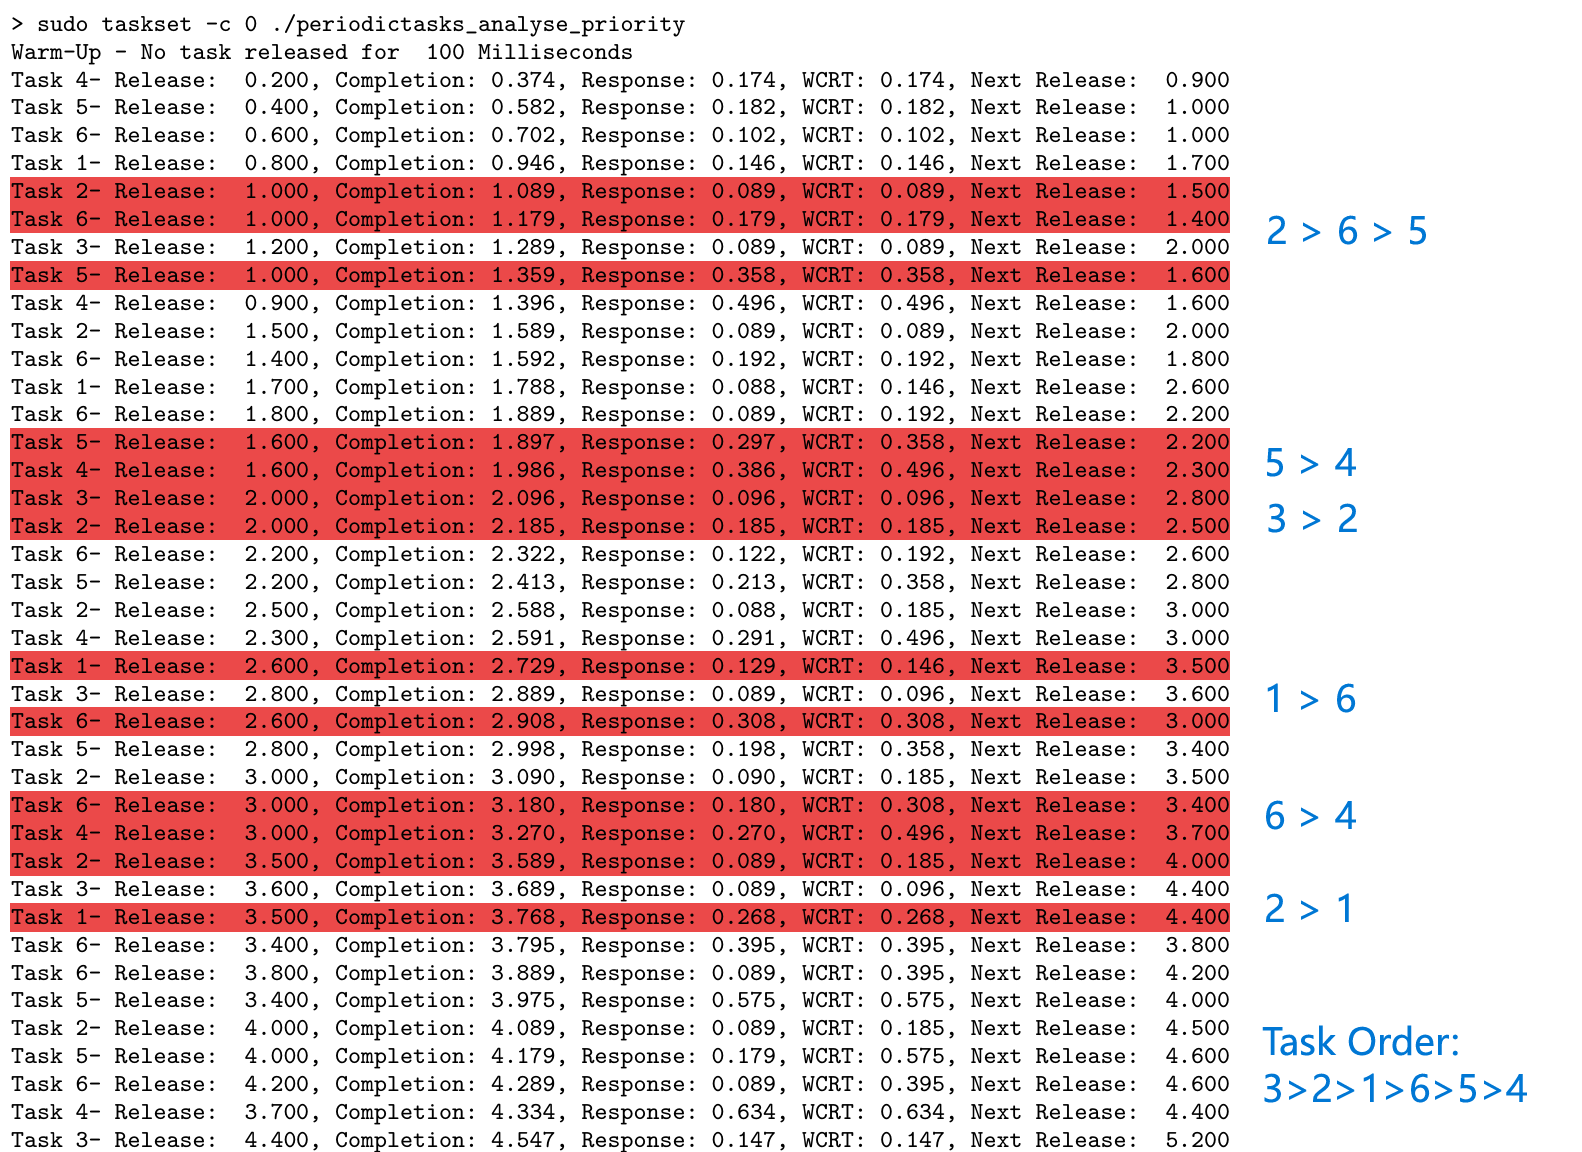 > sudo taskset -c 0 ./periodictasks_analyse_priority
Warm-Up - No task released for  100 Milliseconds
Task 4- Release:  0.200, Completion: 0.374, Response: 0.174, WCRT: 0.174, Next Release:  0.900
Task 5- Release:  0.400, Completion: 0.582, Response: 0.182, WCRT: 0.182, Next Release:  1.000
Task 6- Release:  0.600, Completion: 0.702, Response: 0.102, WCRT: 0.102, Next Release:  1.000
Task 1- Release:  0.800, Completion: 0.946, Response: 0.146, WCRT: 0.146, Next Release:  1.700
Task 2- Release:  1.000, Completion: 1.089, Response: 0.089, WCRT: 0.089, Next Release:  1.500
Task 6- Release:  1.000, Completion: 1.179, Response: 0.179, WCRT: 0.179, Next Release:  1.400
2 > 6 > 5
Task 3- Release:  1.200, Completion: 1.289, Response: 0.089, WCRT: 0.089, Next Release:  2.000
Task 5- Release:  1.000, Completion: 1.359, Response: 0.358, WCRT: 0.358, Next Release:  1.600
Task 4- Release:  0.900, Completion: 1.396, Response: 0.496, WCRT: 0.496, Next Release:  1.600
Task 2- Release:  1.500, Completion: 1.589, Response: 0.089, WCRT: 0.089, Next Release:  2.000
Task 6- Release:  1.400, Completion: 1.592, Response: 0.192, WCRT: 0.192, Next Release:  1.800
Task 1- Release:  1.700, Completion: 1.788, Response: 0.088, WCRT: 0.146, Next Release:  2.600
Task 6- Release:  1.800, Completion: 1.889, Response: 0.089, WCRT: 0.192, Next Release:  2.200
Task 5- Release:  1.600, Completion: 1.897, Response: 0.297, WCRT: 0.358, Next Release:  2.200
5 > 4
Task 4- Release:  1.600, Completion: 1.986, Response: 0.386, WCRT: 0.496, Next Release:  2.300
Task 3- Release:  2.000, Completion: 2.096, Response: 0.096, WCRT: 0.096, Next Release:  2.800
3 > 2
Task 2- Release:  2.000, Completion: 2.185, Response: 0.185, WCRT: 0.185, Next Release:  2.500
Task 6- Release:  2.200, Completion: 2.322, Response: 0.122, WCRT: 0.192, Next Release:  2.600
Task 5- Release:  2.200, Completion: 2.413, Response: 0.213, WCRT: 0.358, Next Release:  2.800
Task 2- Release:  2.500, Completion: 2.588, Response: 0.088, WCRT: 0.185, Next Release:  3.000
Task 4- Release:  2.300, Completion: 2.591, Response: 0.291, WCRT: 0.496, Next Release:  3.000
Task 1- Release:  2.600, Completion: 2.729, Response: 0.129, WCRT: 0.146, Next Release:  3.500
Task 3- Release:  2.800, Completion: 2.889, Response: 0.089, WCRT: 0.096, Next Release:  3.600
1 > 6
Task 6- Release:  2.600, Completion: 2.908, Response: 0.308, WCRT: 0.308, Next Release:  3.000
Task 5- Release:  2.800, Completion: 2.998, Response: 0.198, WCRT: 0.358, Next Release:  3.400
Task 2- Release:  3.000, Completion: 3.090, Response: 0.090, WCRT: 0.185, Next Release:  3.500
Task 6- Release:  3.000, Completion: 3.180, Response: 0.180, WCRT: 0.308, Next Release:  3.400
6 > 4
Task 4- Release:  3.000, Completion: 3.270, Response: 0.270, WCRT: 0.496, Next Release:  3.700
Task 2- Release:  3.500, Completion: 3.589, Response: 0.089, WCRT: 0.185, Next Release:  4.000
Task 3- Release:  3.600, Completion: 3.689, Response: 0.089, WCRT: 0.096, Next Release:  4.400
2 > 1
Task 1- Release:  3.500, Completion: 3.768, Response: 0.268, WCRT: 0.268, Next Release:  4.400
Task 6- Release:  3.400, Completion: 3.795, Response: 0.395, WCRT: 0.395, Next Release:  3.800
Task 6- Release:  3.800, Completion: 3.889, Response: 0.089, WCRT: 0.395, Next Release:  4.200
Task 5- Release:  3.400, Completion: 3.975, Response: 0.575, WCRT: 0.575, Next Release:  4.000
Task 2- Release:  4.000, Completion: 4.089, Response: 0.089, WCRT: 0.185, Next Release:  4.500
Task 5- Release:  4.000, Completion: 4.179, Response: 0.179, WCRT: 0.575, Next Release:  4.600
Task 6- Release:  4.200, Completion: 4.289, Response: 0.089, WCRT: 0.395, Next Release:  4.600
Task 4- Release:  3.700, Completion: 4.334, Response: 0.634, WCRT: 0.634, Next Release:  4.400
Task 3- Release:  4.400, Completion: 4.547, Response: 0.147, WCRT: 0.147, Next Release:  5.200
Task Order:
3>2>1>6>5>4